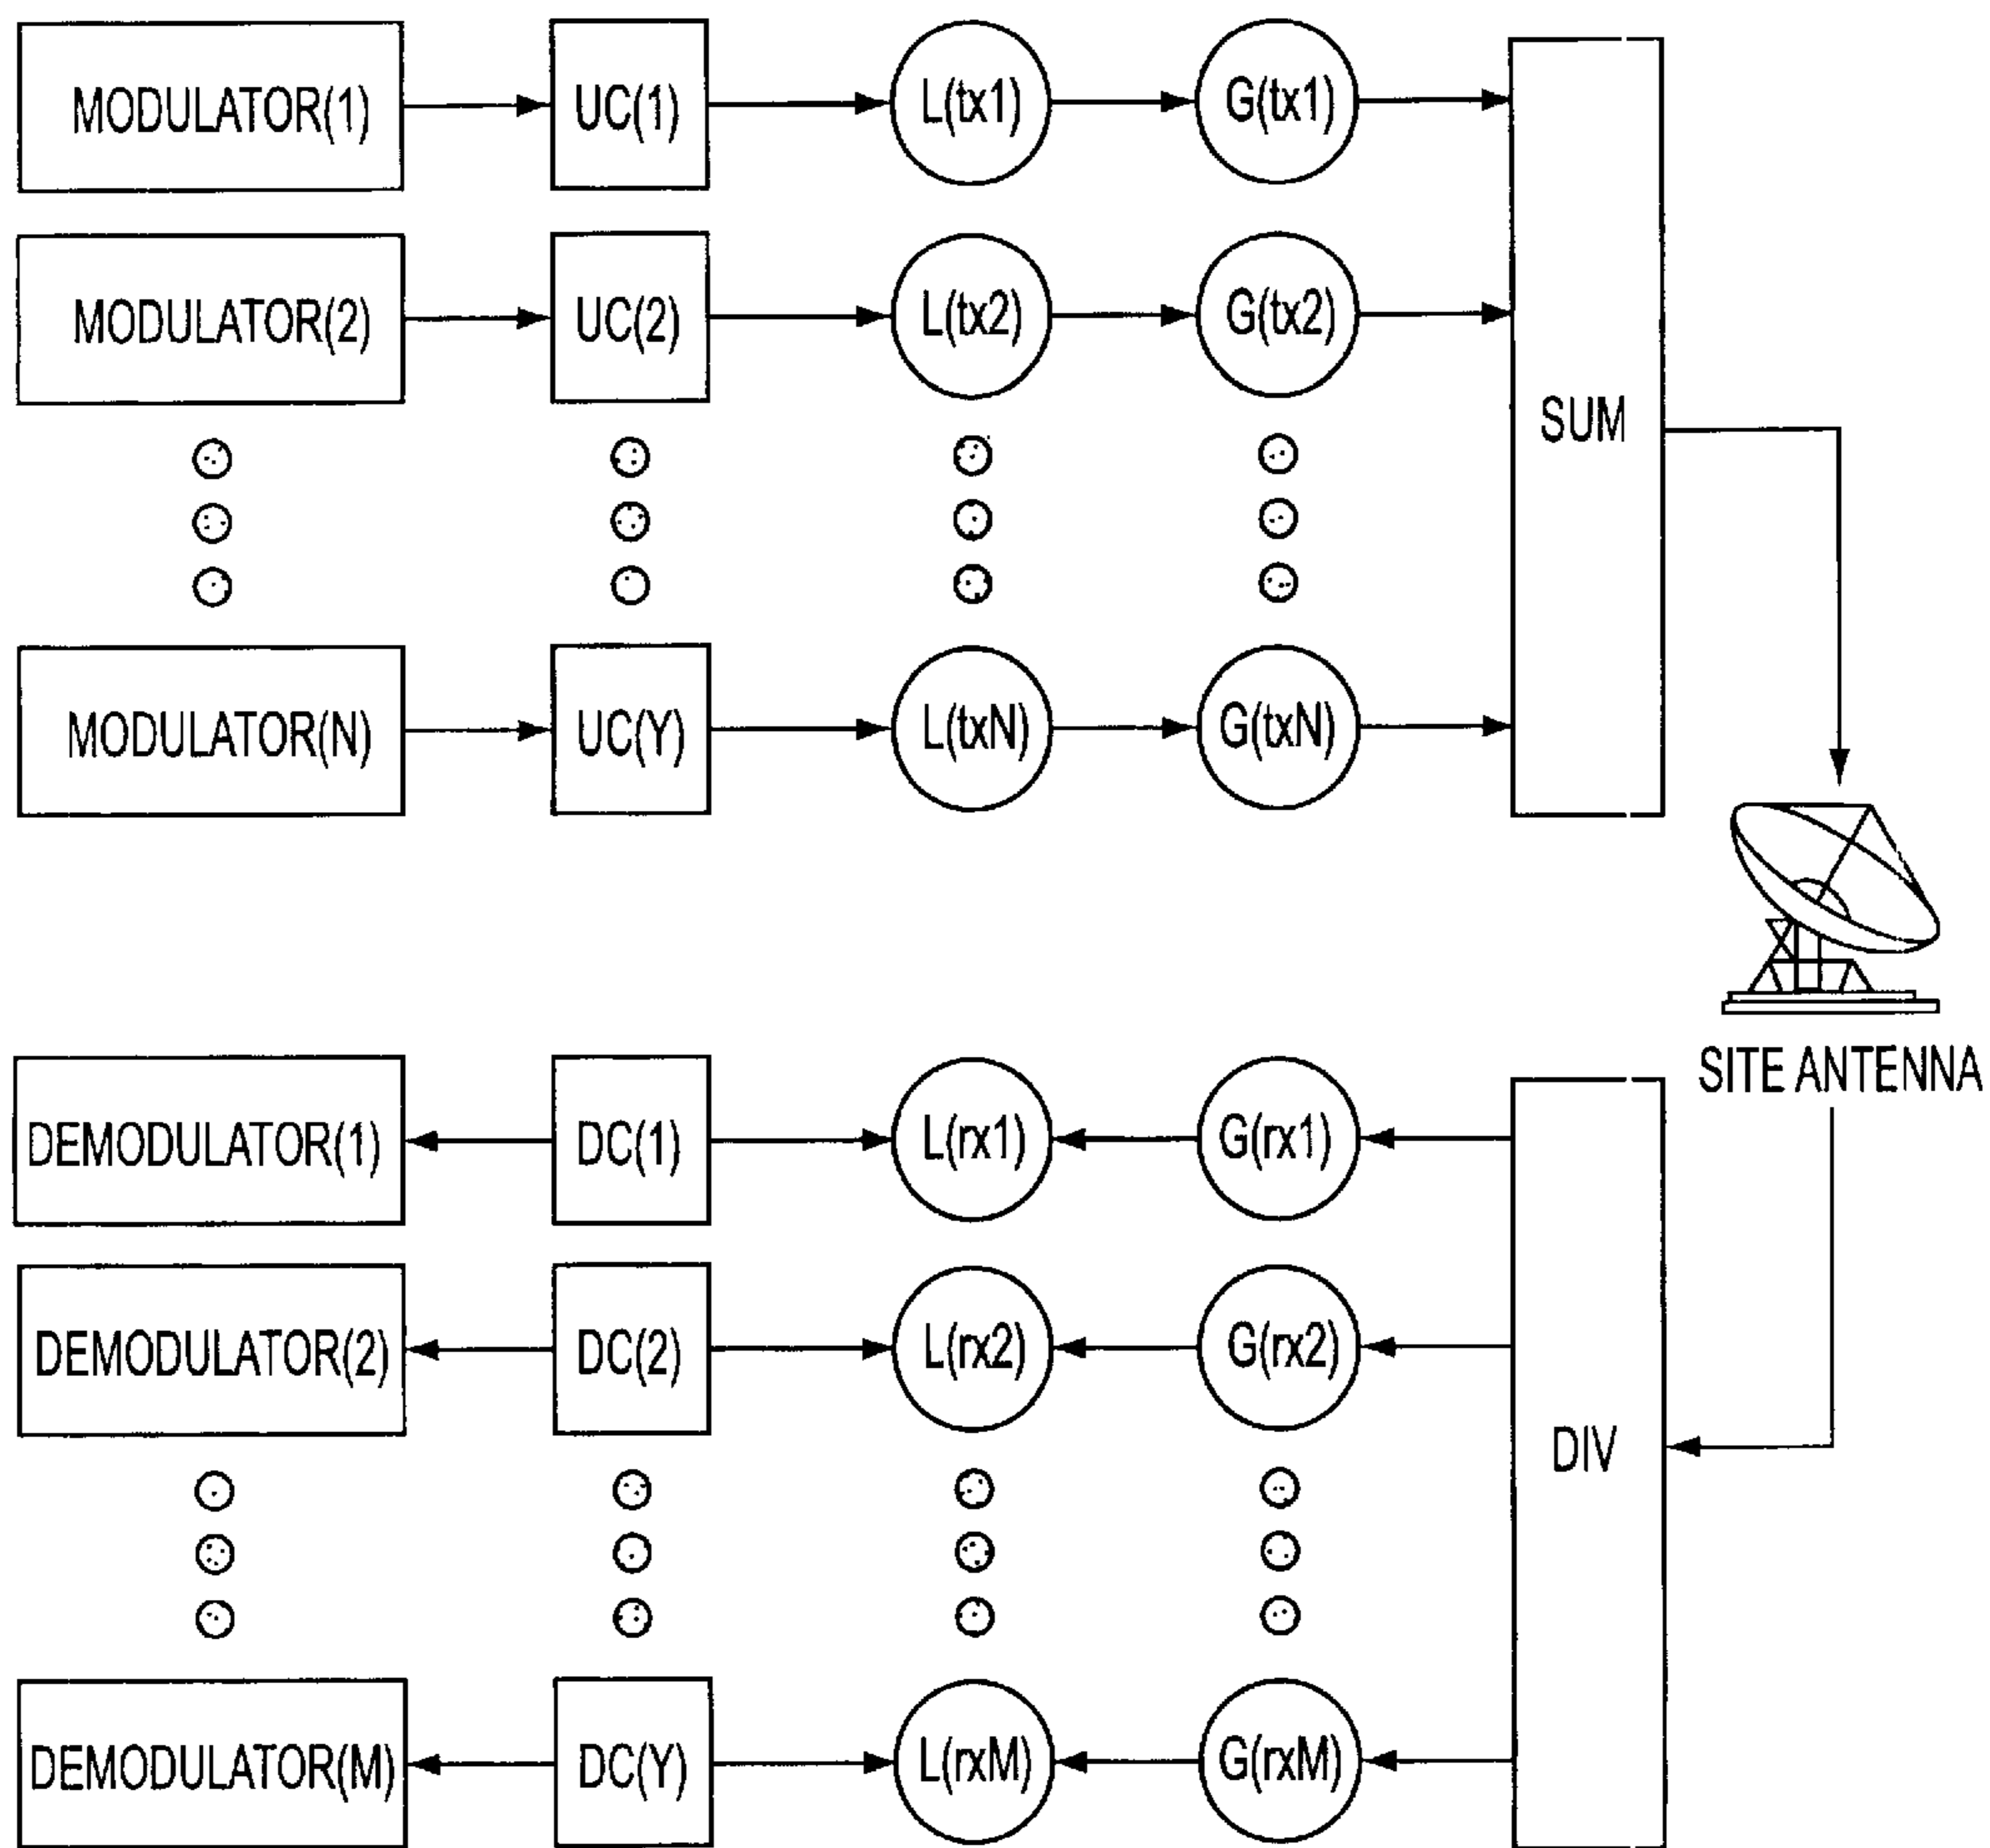 MODULATOR(1) UC(1) L(tx1) G(tx1)
MODULATOR(2) UC(2) L(tx2) G(tx2)
SUM
MODULATOR(N) UC(Y) L(txN) G(txN)
SITE ANTENNA
DEMODULATOR(1) DC(1) L(rx1) G(rx1)
DEMODULATOR(2) DC(2) L(rx2) G(rx2)
DIV
DEMODULATOR(M) DC(Y) L(rxM) G(rxM)